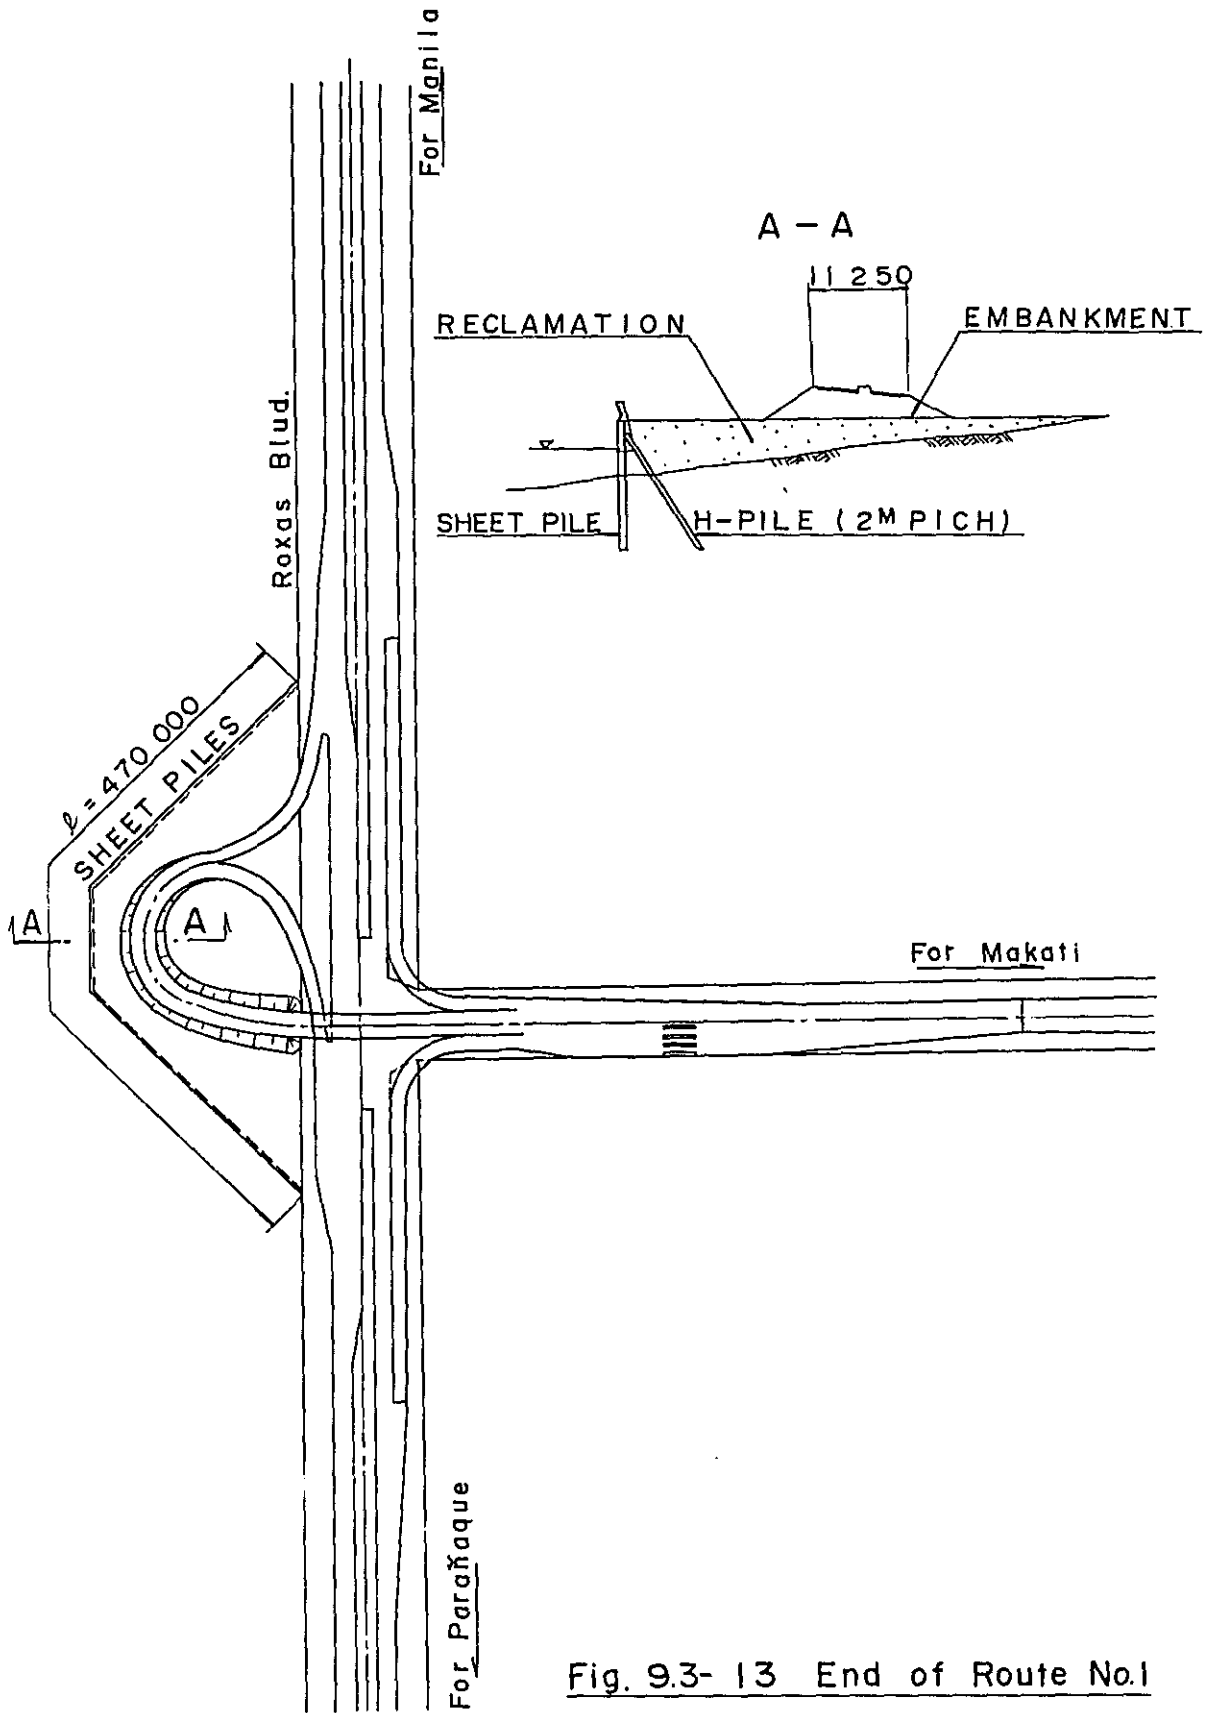 For Manila
A - A
11 250
RECLAMATION
EMBANKMENT
Roxas Blud.
SHEET PILE
H-PILE (2M PICH)
ℓ = 470 000
SHEET PILES
A
A
For Makati
For Parañaque
Fig. 9.3-13 End of Route No.1